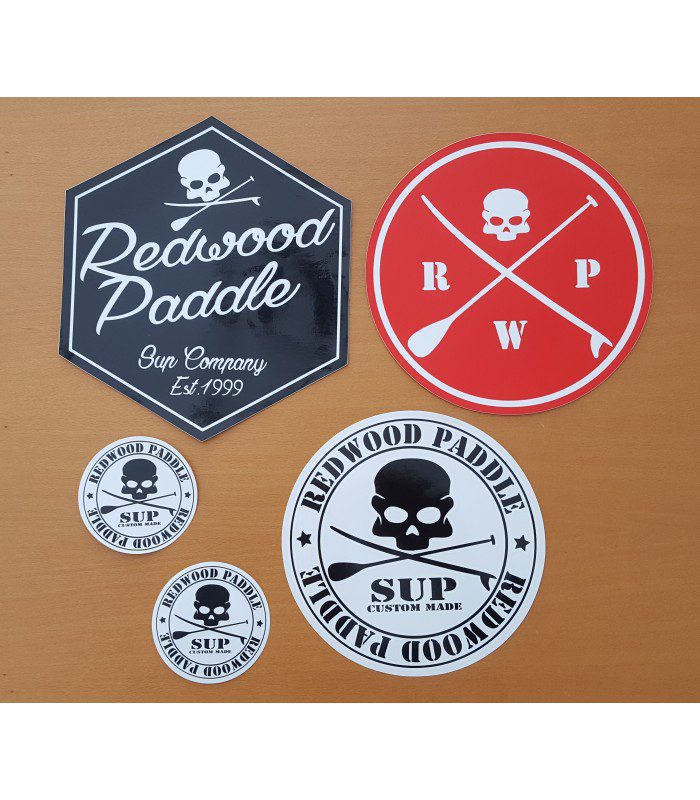 Redwood
Paddle
Sup Company
Est.1999
R P
W
REDWOOD PADDLE
SUP
CUSTOM MADE
REDWOOD PADDLE
REDWOOD PADDLE
SUP
CUSTOM MADE
REDWOOD PADDLE
REDWOOD PADDLE
SUP
CUSTOM MADE
REDWOOD PADDLE